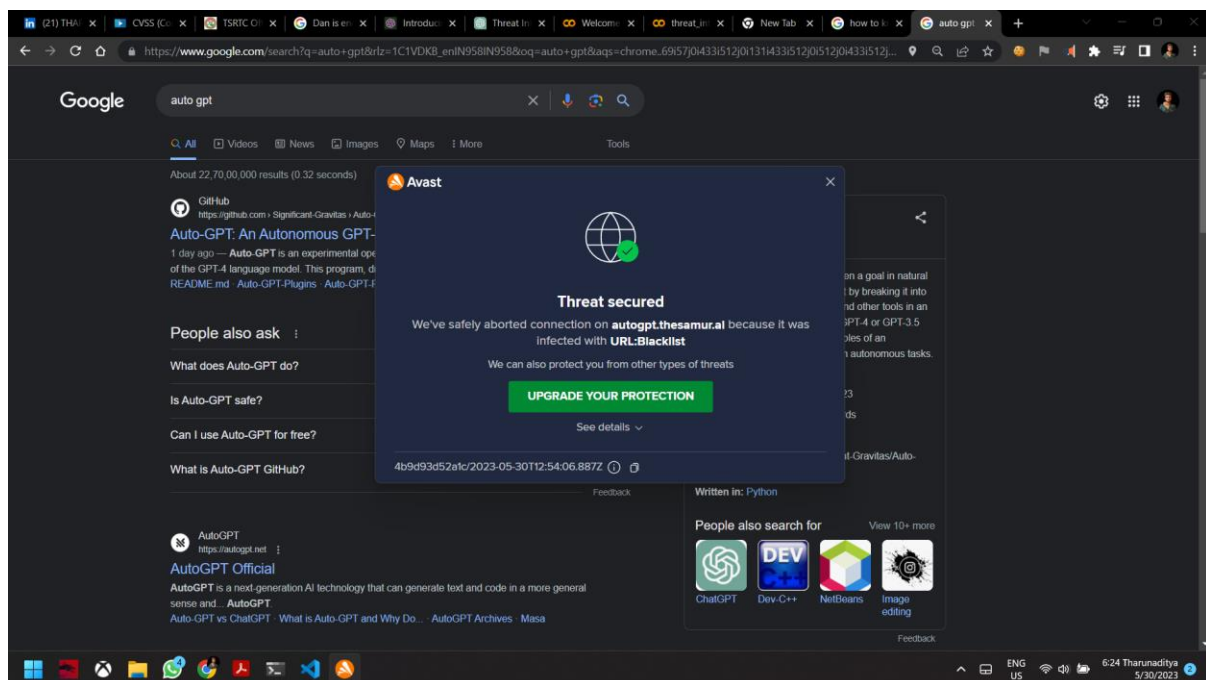 (21) THAI
CVSS (Co
TSRTC Of
Dan is en
Introduc
Threat In
Welcome
threat_in
New Tab
how to k
auto gpt
https://www.google.com/search?q=auto+gpt&rlz=1C1VDKB_enIN958IN958&oq=auto+gpt&aqs=chrome..69i57j0i433i512j0i131i433i512j0i512j0i433i512j...
Google
auto gpt
All Videos News Images Maps More Tools
About 22,70,00,000 results (0.32 seconds)
GitHub
https://github.com › Significant-Gravitas › Auto-
Auto-GPT: An Autonomous GPT-
1 day ago — Auto-GPT is an experimental ope
of the GPT-4 language model. This program, d
README.md · Auto-GPT-Plugins · Auto-GPT-
People also ask
What does Auto-GPT do?
Is Auto-GPT safe?
Can I use Auto-GPT for free?
What is Auto-GPT GitHub?
Feedback
AutoGPT
https://autogpt.net
AutoGPT Official
AutoGPT is a next-generation AI technology that can generate text and code in a more general
sense and... AutoGPT.
Auto-GPT vs ChatGPT · What is Auto-GPT and Why Do... · AutoGPT Archives · Masa
Avast
Threat secured
We've safely aborted connection on autogpt.thesamur.ai because it was
infected with URL:Blacklist
We can also protect you from other types of threats
UPGRADE YOUR PROTECTION
See details
4b9d93d52a1c/2023-05-30T12:54:06.887Z
en a goal in natural
t by breaking it into
nd other tools in an
GPT-4 or GPT-3.5
ples of an
autonomous tasks.
23
ds
nt-Gravitas/Auto-
Written in: Python
People also search for View 10+ more
ChatGPT
Dev-C++
NetBeans
Image
editing
DEV
C++
Feedback
4
ENG
US
6:24 Tharunaditya
5/30/2023
2